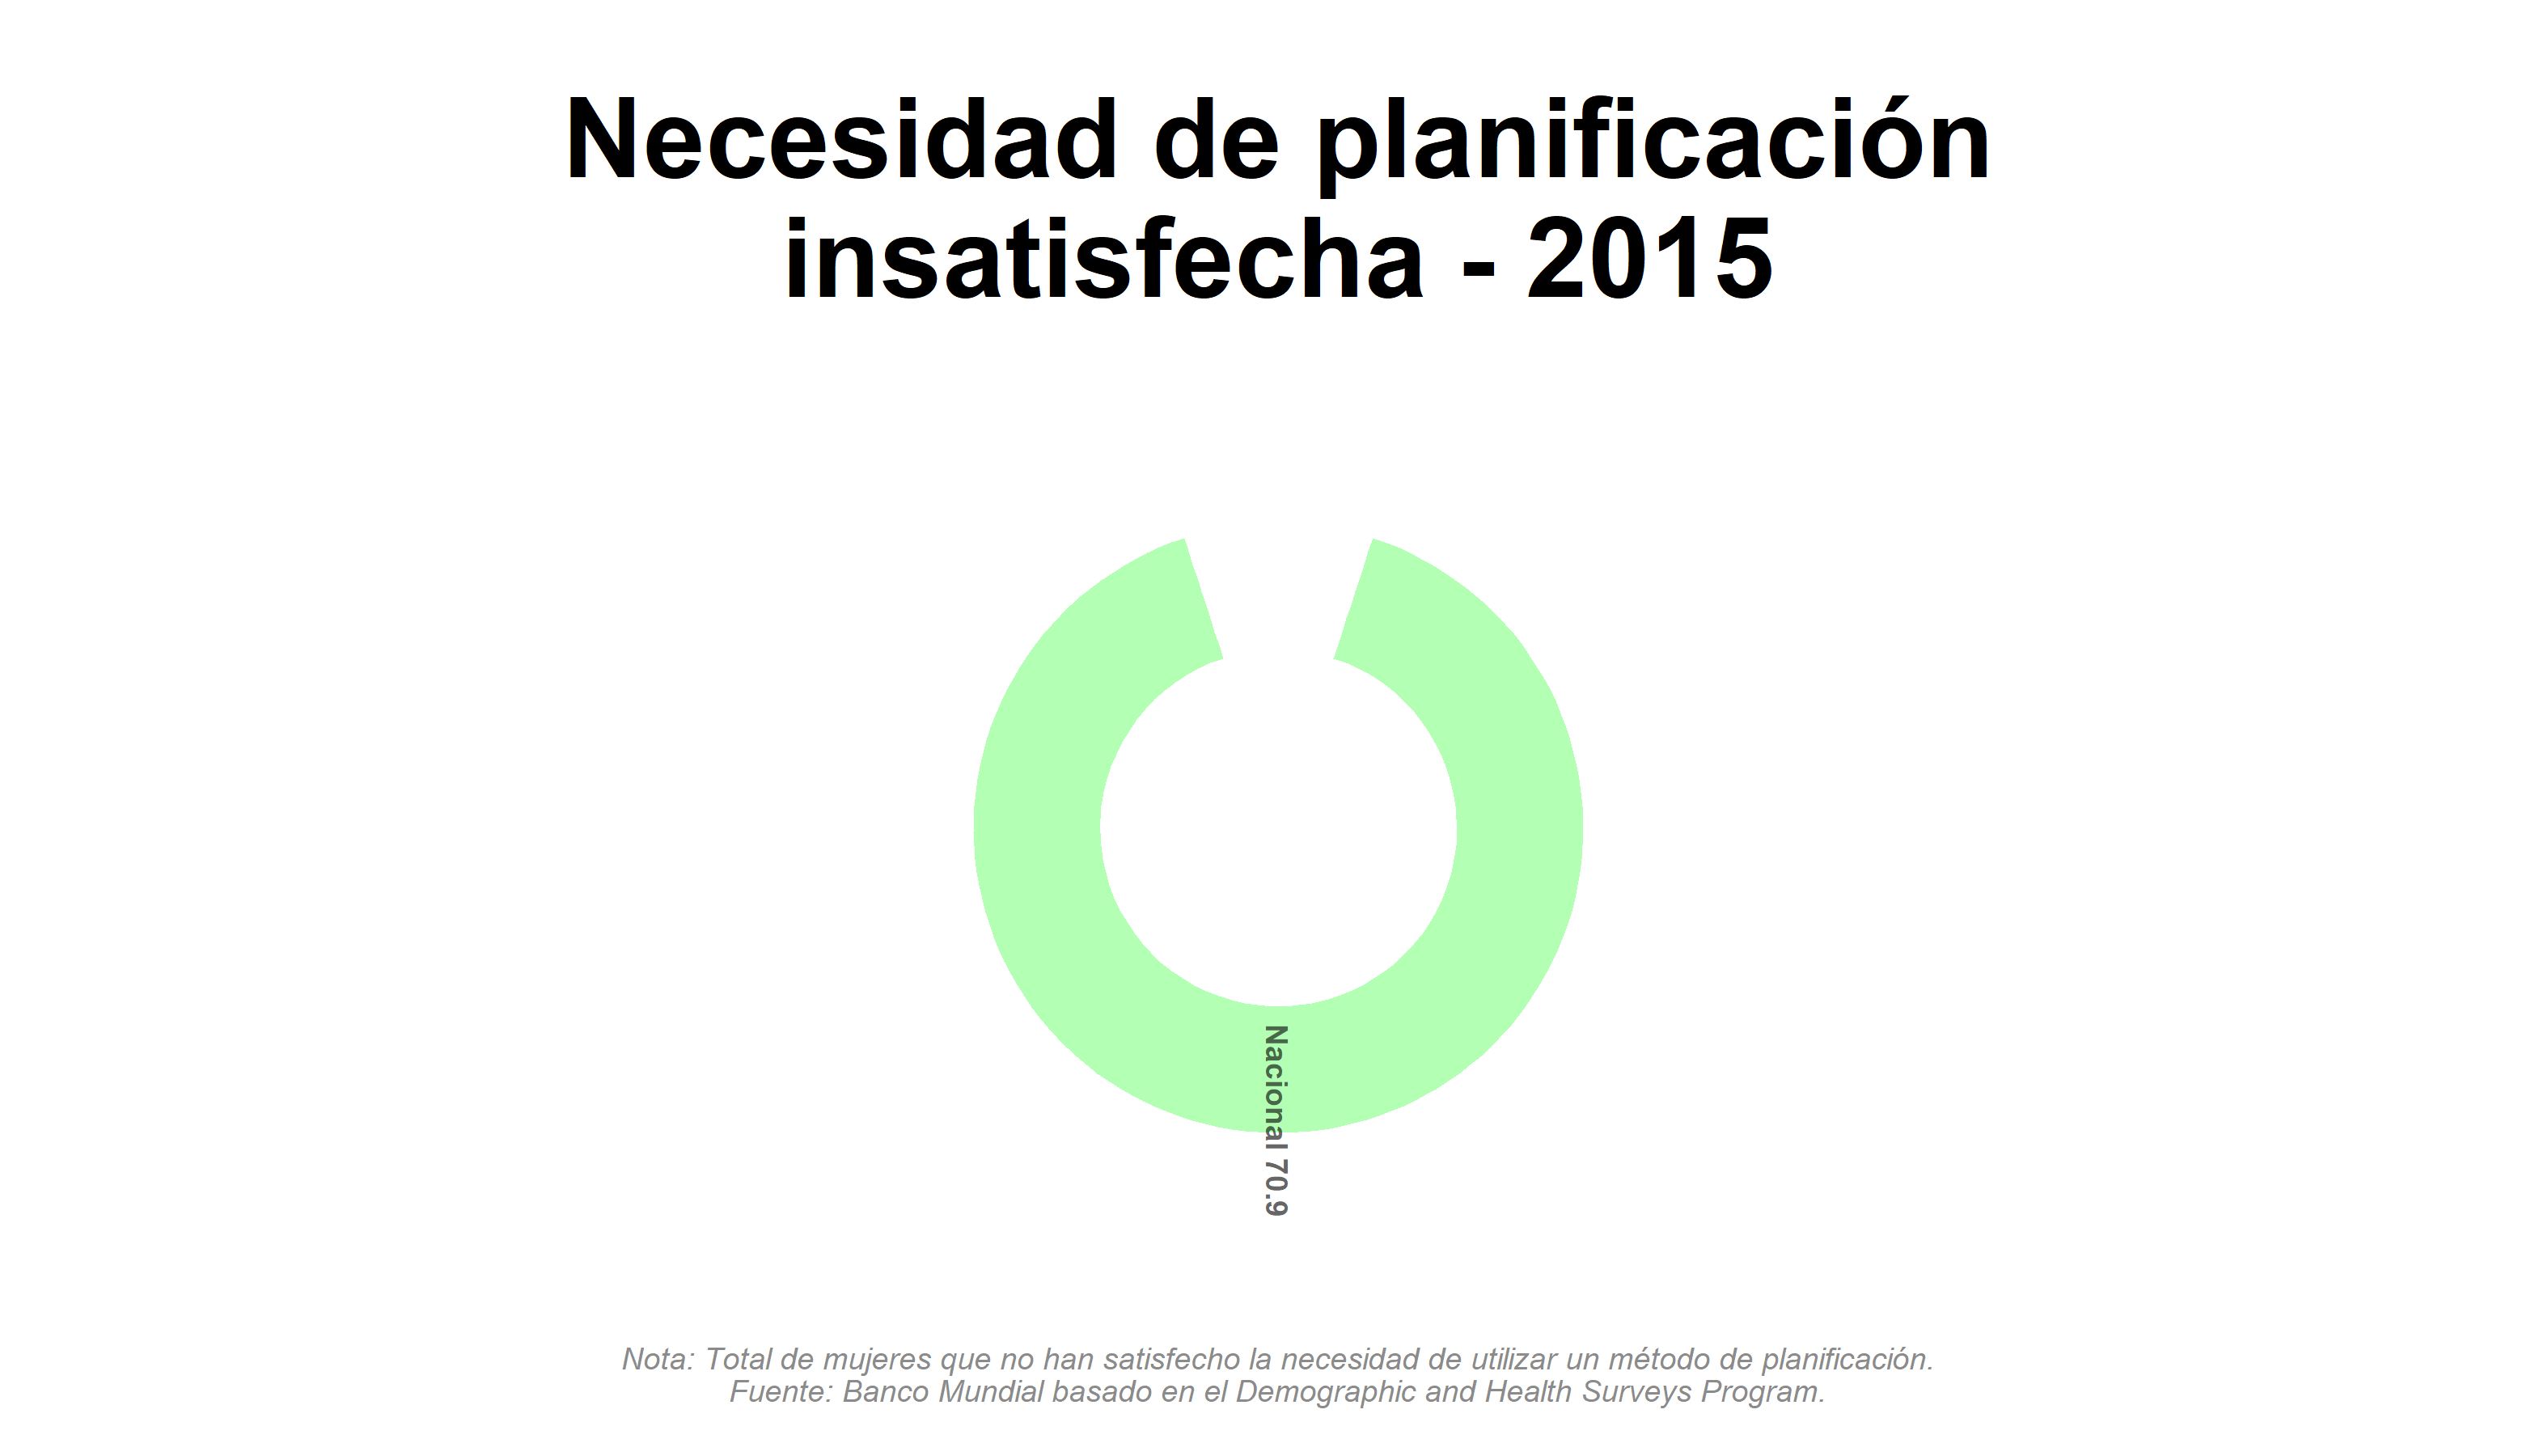 Necesidad de planificación
insatisfecha - 2015
Nacional 70.9
Nota: Total de mujeres que no han satisfecho la necesidad de utilizar un método de planificación.
Fuente: Banco Mundial basado en el Demographic and Health Surveys Program.